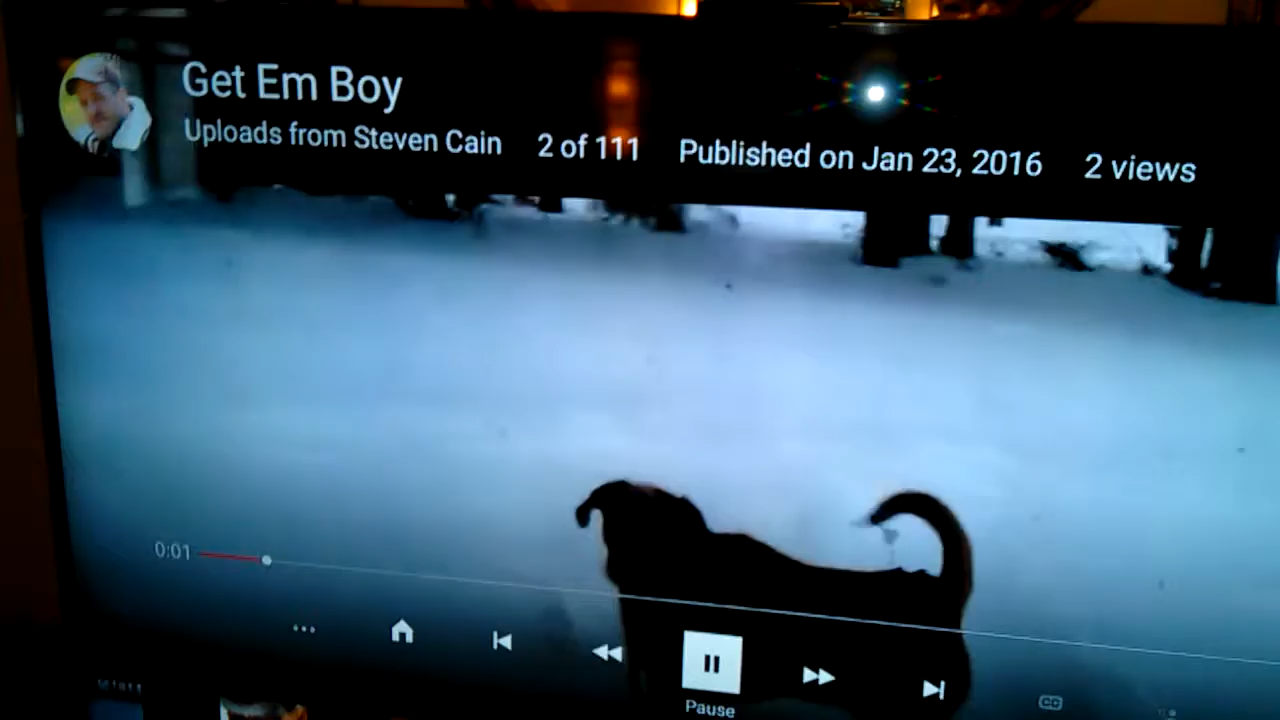 Get Em Boy
Uploads from Steven Cain 2 of 111 Published on Jan 23, 2016 2 views
0:01
Pause
CC